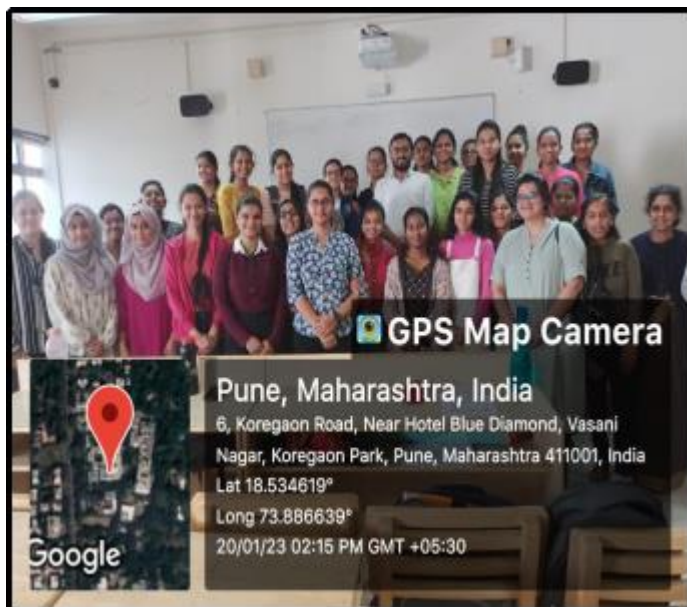 GPS Map Camera
Pune, Maharashtra, India
6, Koregaon Road, Near Hotel Blue Diamond, Vasani
Nagar, Koregaon Park, Pune, Maharashtra 411001, India
Lat 18.534619°
Long 73.886639°
20/01/23 02:15 PM GMT +05:30
Google